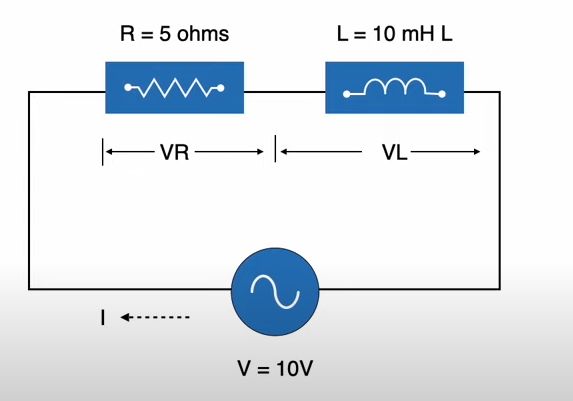 R = 5 ohms
L = 10 mH L
VR
VL
I
V = 10V